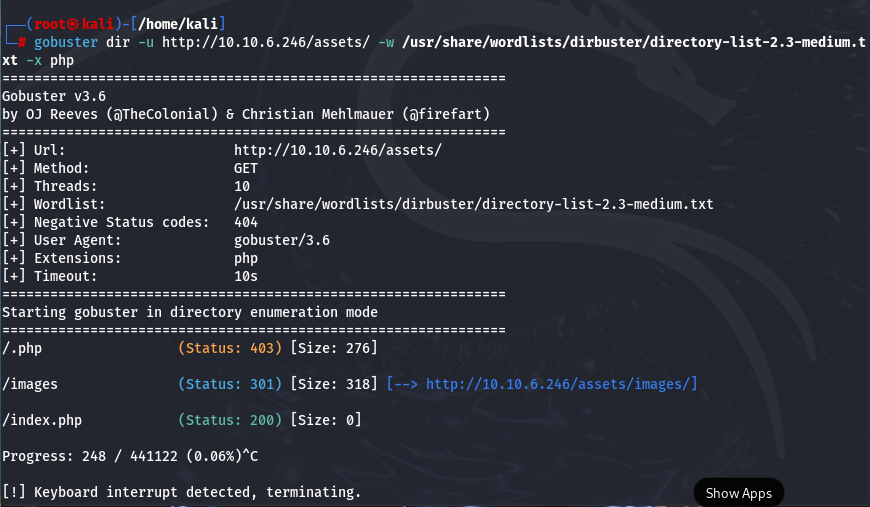 ┌──(root㉿kali)-[/home/kali]
└─# gobuster dir -u http://10.10.6.246/assets/ -w /usr/share/wordlists/dirbuster/directory-list-2.3-medium.t
xt -x php
===============================================================
Gobuster v3.6
by OJ Reeves (@TheColonial) & Christian Mehlmauer (@firefart)
===============================================================
[+] Url:                     http://10.10.6.246/assets/
[+] Method:                  GET
[+] Threads:                 10
[+] Wordlist:                /usr/share/wordlists/dirbuster/directory-list-2.3-medium.txt
[+] Negative Status codes:   404
[+] User Agent:              gobuster/3.6
[+] Extensions:              php
[+] Timeout:                 10s
===============================================================
Starting gobuster in directory enumeration mode
===============================================================
/.php                 (Status: 403) [Size: 276]
/images               (Status: 301) [Size: 318] [--> http://10.10.6.246/assets/images/]
/index.php            (Status: 200) [Size: 0]
Progress: 248 / 441122 (0.06%)^C
[!] Keyboard interrupt detected, terminating.
Show Apps